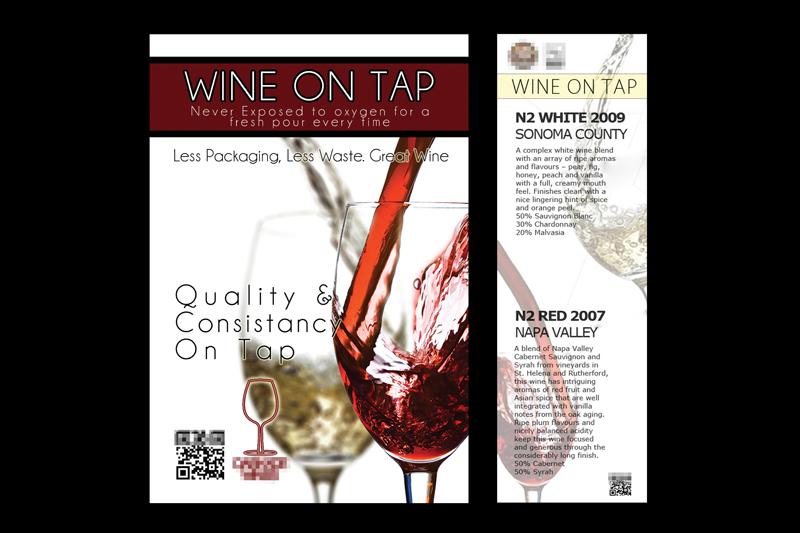 WINE ON TAP
Never Exposed to oxygen for a
fresh pour every time
Less Packaging, Less Waste. Great Wine
Quality &
Consistancy
On Tap
WINE ON TAP
N2 WHITE 2009
SONOMA COUNTY
A complex white wine blend
with an array of ripe aromas
and flavours – pear, fig,
honey, peach and vanilla
with a full, creamy mouth
feel. Finishes clean with a
nice lingering hint of spice
and orange peel.
50% Sauvignon Blanc
30% Chardonnay
20% Malvasia
N2 RED 2007
NAPA VALLEY
A blend of Napa Valley
Cabernet Sauvignon and
Syrah from vineyards in
St. Helena and Rutherford,
this wine has intriguing
aromas of red fruit and
Asian spice that are well
integrated with vanilla
notes from the oak aging.
Ripe plum flavours and
nicely balanced acidity
keep this wine focused
and generous through the
considerably long finish.
50% Cabernet
50% Syrah